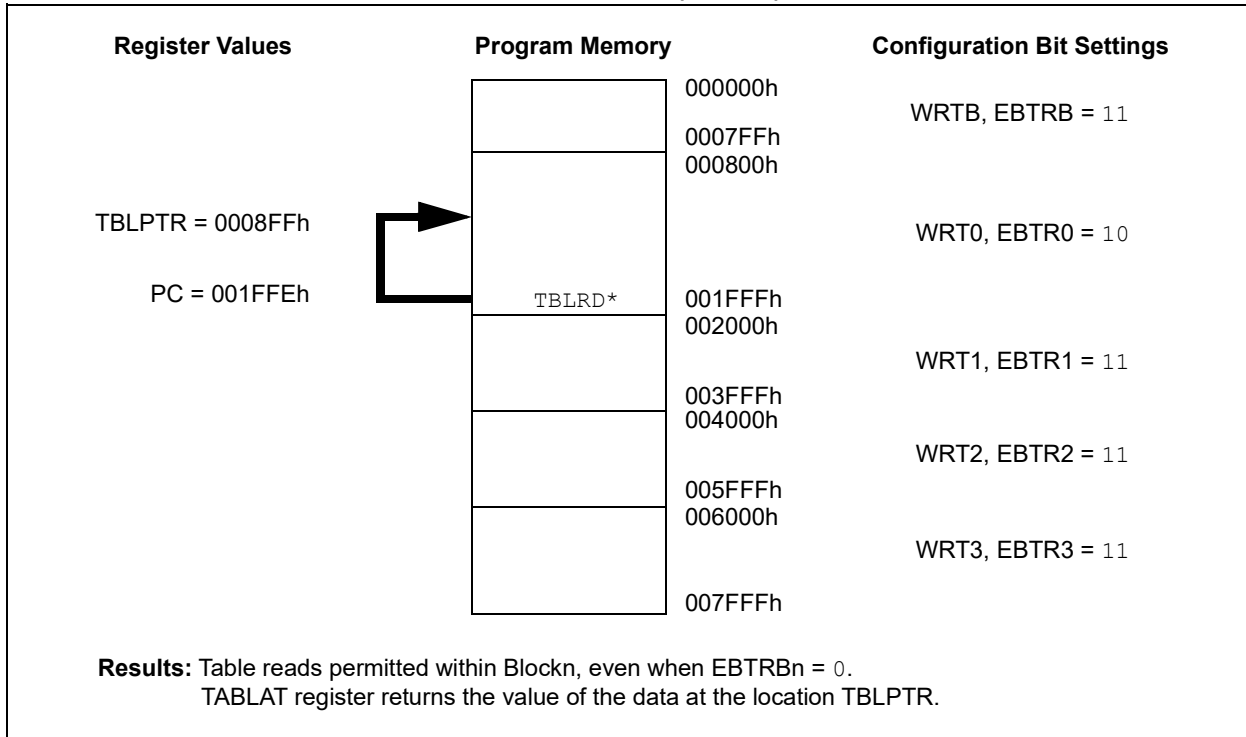 Register Values Program Memory Configuration Bit Settings
000000h
WRTB, EBTRB = 11
0007FFh
000800h
TBLPTR = 0008FFh
WRT0, EBTR0 = 10
PC = 001FFEh TBLRD* 001FFFh
002000h
WRT1, EBTR1 = 11
003FFFh
004000h
WRT2, EBTR2 = 11
005FFFh
006000h
WRT3, EBTR3 = 11
007FFFh
Results: Table reads permitted within Blockn, even when EBTRBn = 0.
TABLAT register returns the value of the data at the location TBLPTR.